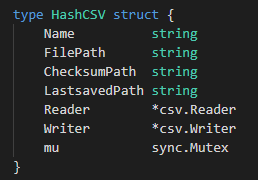 type HashCSV struct {
    Name          string
    FilePath      string
    ChecksumPath  string
    LastsavedPath string
    Reader        *csv.Reader
    Writer        *csv.Writer
    mu            sync.Mutex
}